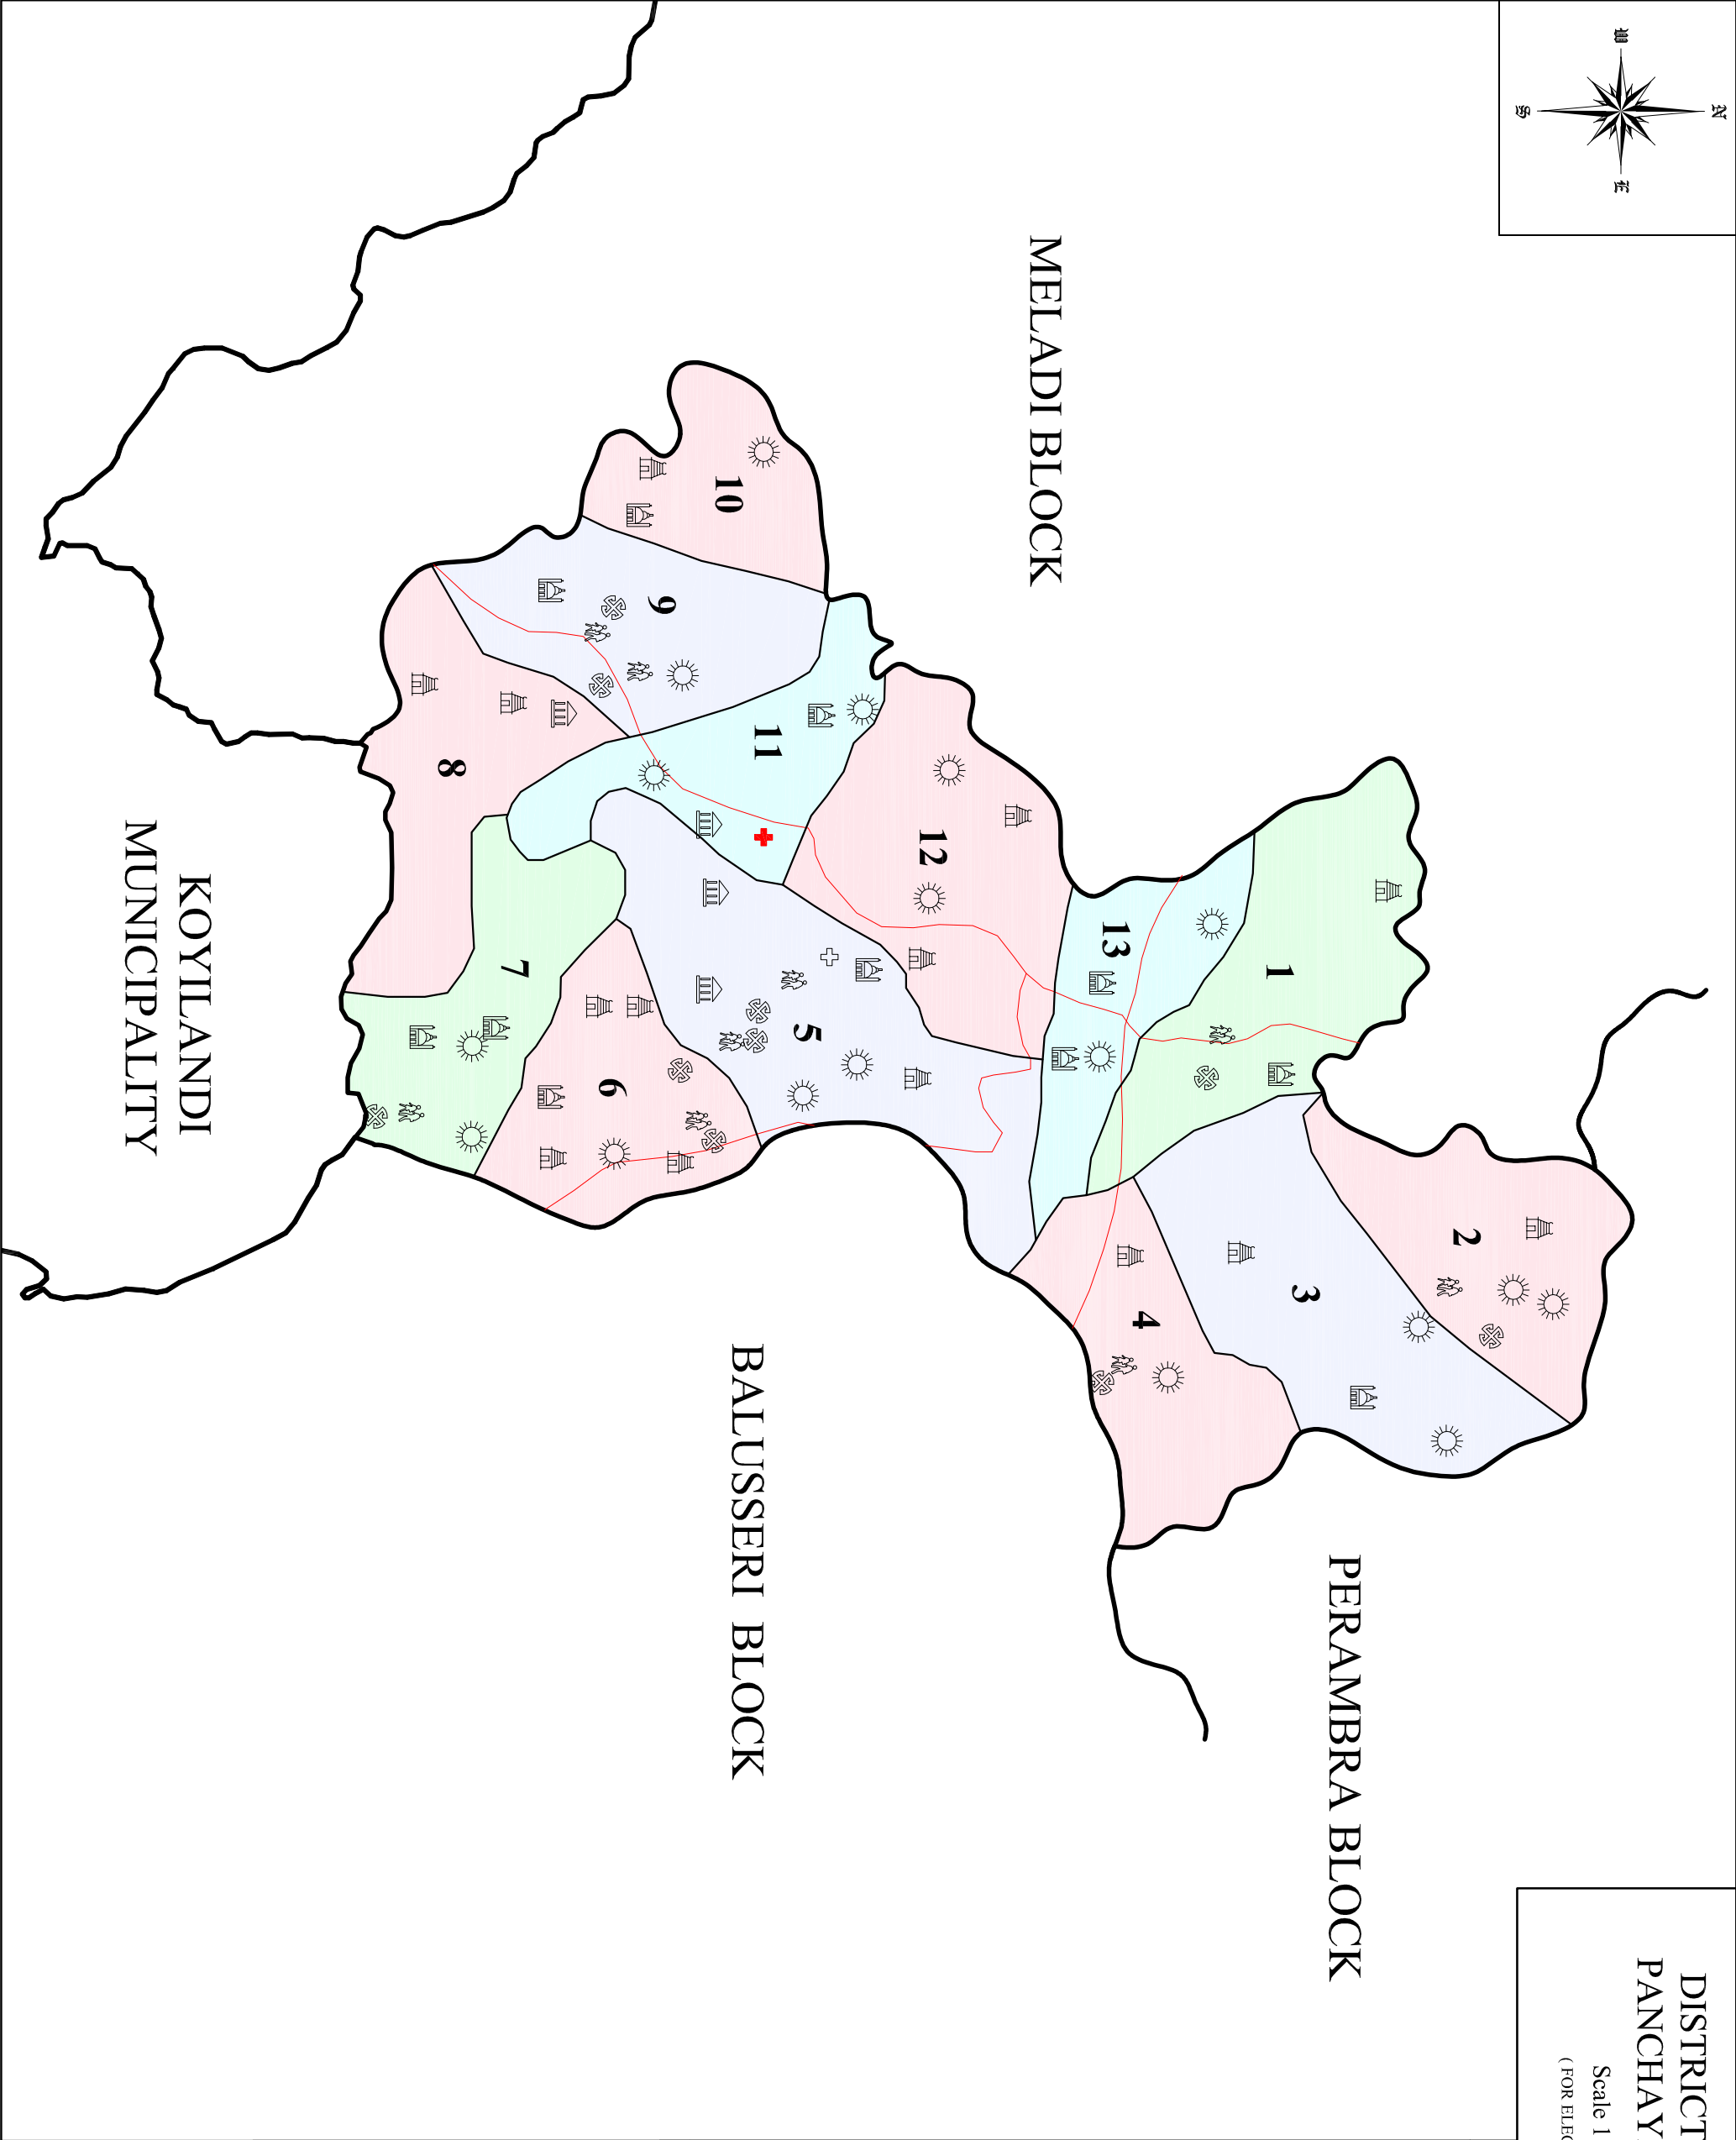 N
W E
S
DISTRICT
PANCHAY
Scale 1
( FOR ELEC
2
PERAMBRA BLOCK
3
1
4
13
MELADI BLOCK
12
5
11
BALUSSERI BLOCK
10
9
6
7
8
KOYILANDI
MUNICIPALITY